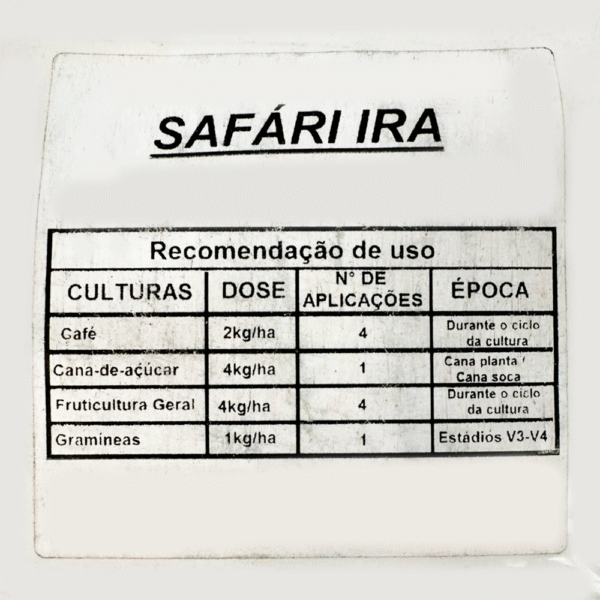 SAFÁRI IRA
Recomendação de uso
CULTURAS DOSE N° DE APLICAÇÕES ÉPOCA
Café 2kg/ha 4 Durante o ciclo da cultura
Cana-de-açúcar 4kg/ha 1 Cana planta / Cana soca
Fruticultura Geral 4kg/ha 4 Durante o ciclo da cultura
Gramíneas 1kg/ha 1 Estádios V3-V4